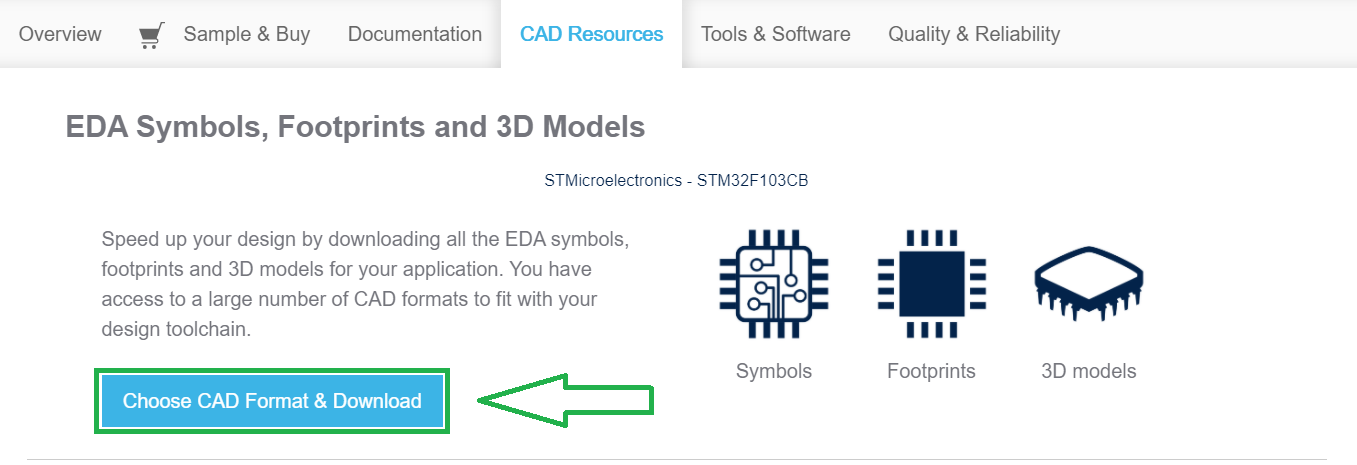 Overview Sample & Buy Documentation CAD Resources Tools & Software Quality & Reliability
EDA Symbols, Footprints and 3D Models
STMicroelectronics - STM32F103CB
Speed up your design by downloading all the EDA symbols,
footprints and 3D models for your application. You have
access to a large number of CAD formats to fit with your
design toolchain.
Symbols Footprints 3D models
Choose CAD Format & Download